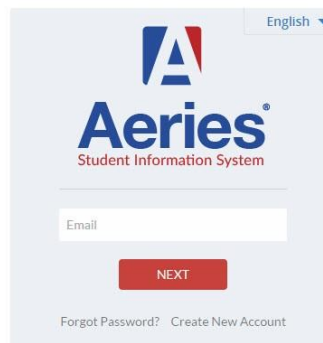 English
A
Aeries®
Student Information System
Email
NEXT
Forgot Password? Create New Account